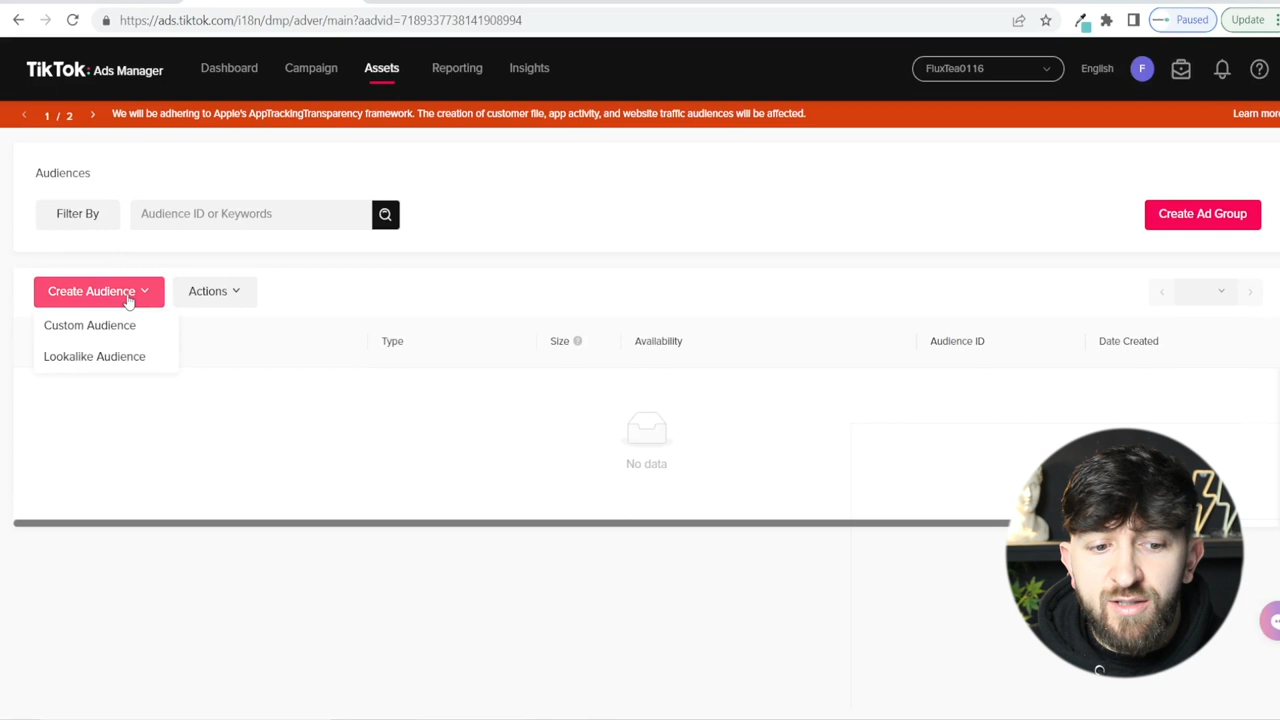 https://ads.tiktok.com/i18n/dmp/adver/main?aadvid=7189337738141908994
Paused
Update
TikTok: Ads Manager
Dashboard
Campaign
Assets
Reporting
Insights
FluxTea0116
English
F
1 / 2
We will be adhering to Apple's AppTrackingTransparency framework. The creation of customer file, app activity, and website traffic audiences will be affected.
Learn more
Audiences
Filter By
Audience ID or Keywords
Create Ad Group
Create Audience
Actions
Custom Audience
Lookalike Audience
Type
Size
Availability
Audience ID
Date Created
No data